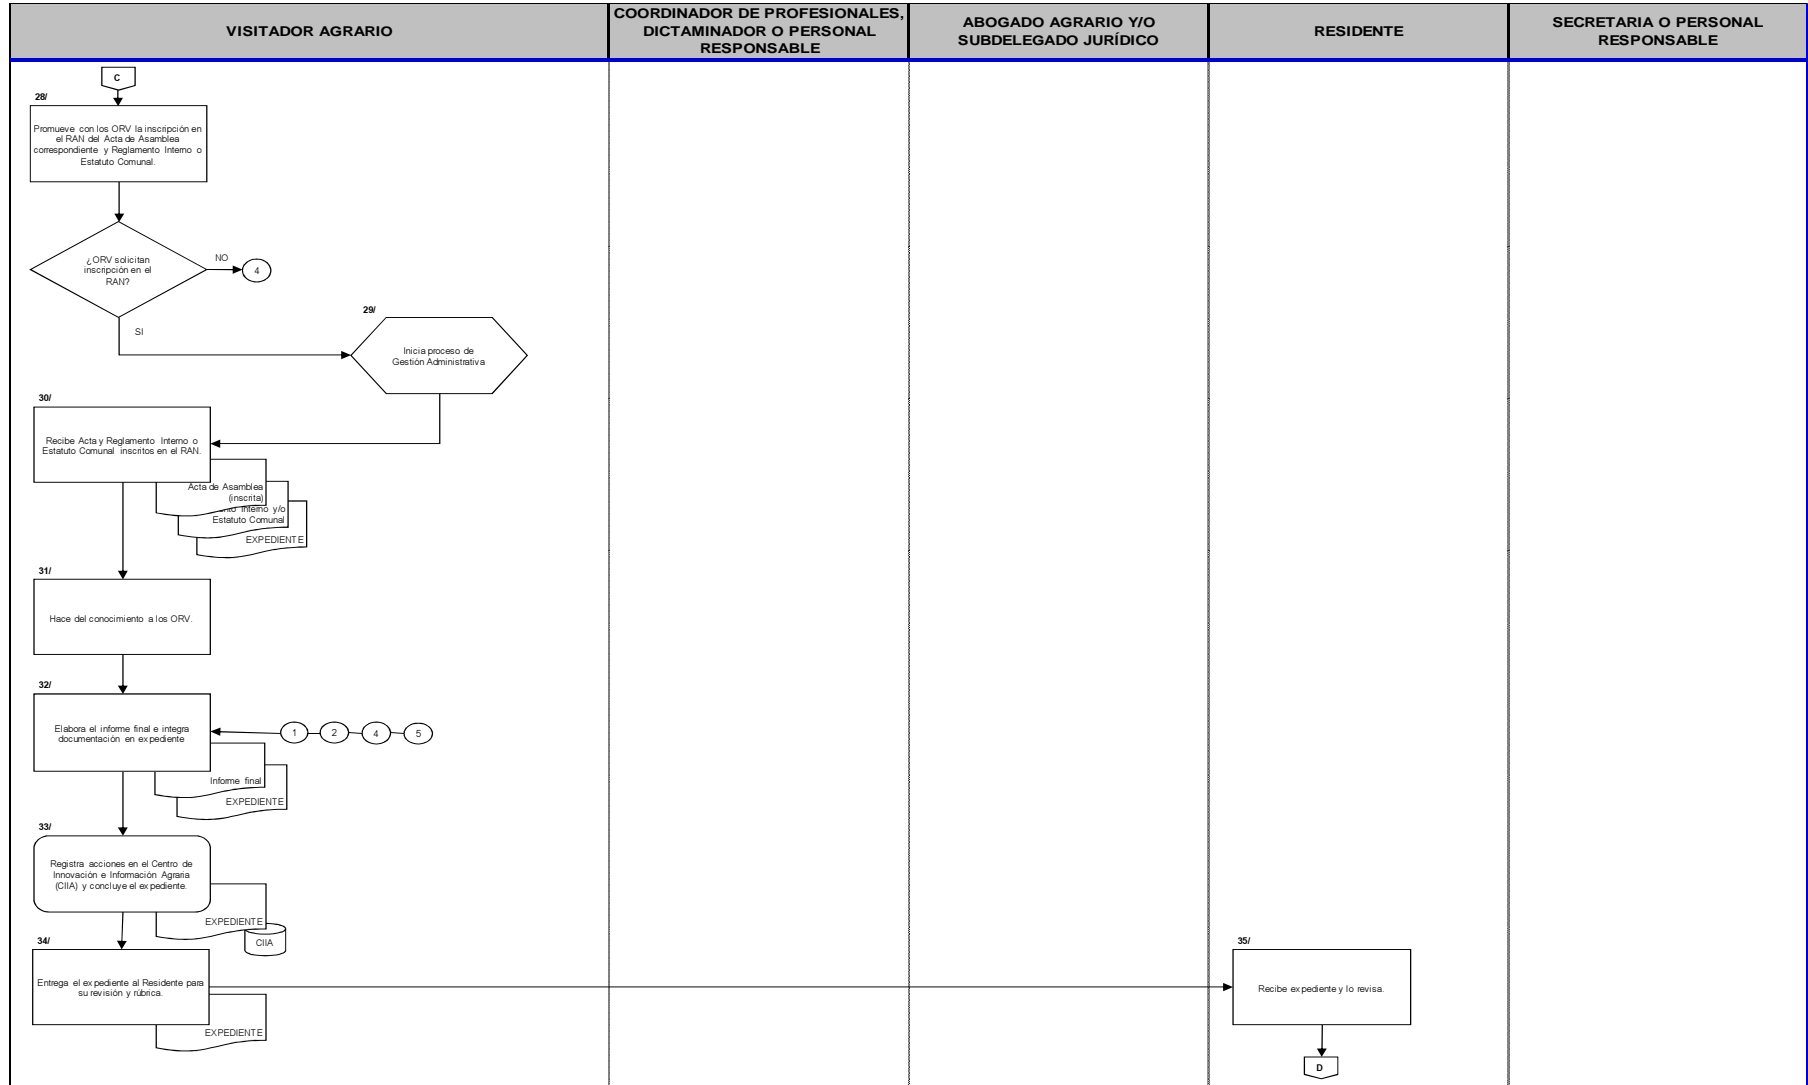 VISITADOR AGRARIO
COORDINADOR DE PROFESIONALES,
DICTAMINADOR O PERSONAL
RESPONSABLE
ABOGADO AGRARIO Y/O
SUBDELEGADO JURÍDICO
RESIDENTE
SECRETARIA O PERSONAL
RESPONSABLE
C
28/
Promueve con los ORV la inscripción en
el RAN del Acta de Asamblea
correspondiente y Reglamento Interno o
Estatuto Comunal.
¿ORV solicitan
inscripción en el
RAN?
NO
4
SI
29/
Inicia proceso de
Gestión Administrativa
30/
Recibe Acta y Reglamento Interno o
Estatuto Comunal inscritos en el RAN.
Acta de Asamblea
(inscrita)
Interno y/o
Estatuto Comunal
EXPEDIENTE
31/
Hace del conocimiento a los ORV.
32/
Elabora el informe final e integra
documentación en expediente
1
2
4
5
Informe final
EXPEDIENTE
33/
Registra acciones en el Centro de
Innovación e Información Agraria
(CIIA) y concluye el expediente.
EXPEDIENTE
CIIA
34/
Entrega el expediente al Residente para
su revisión y rúbrica.
EXPEDIENTE
35/
Recibe expediente y lo revisa.
D